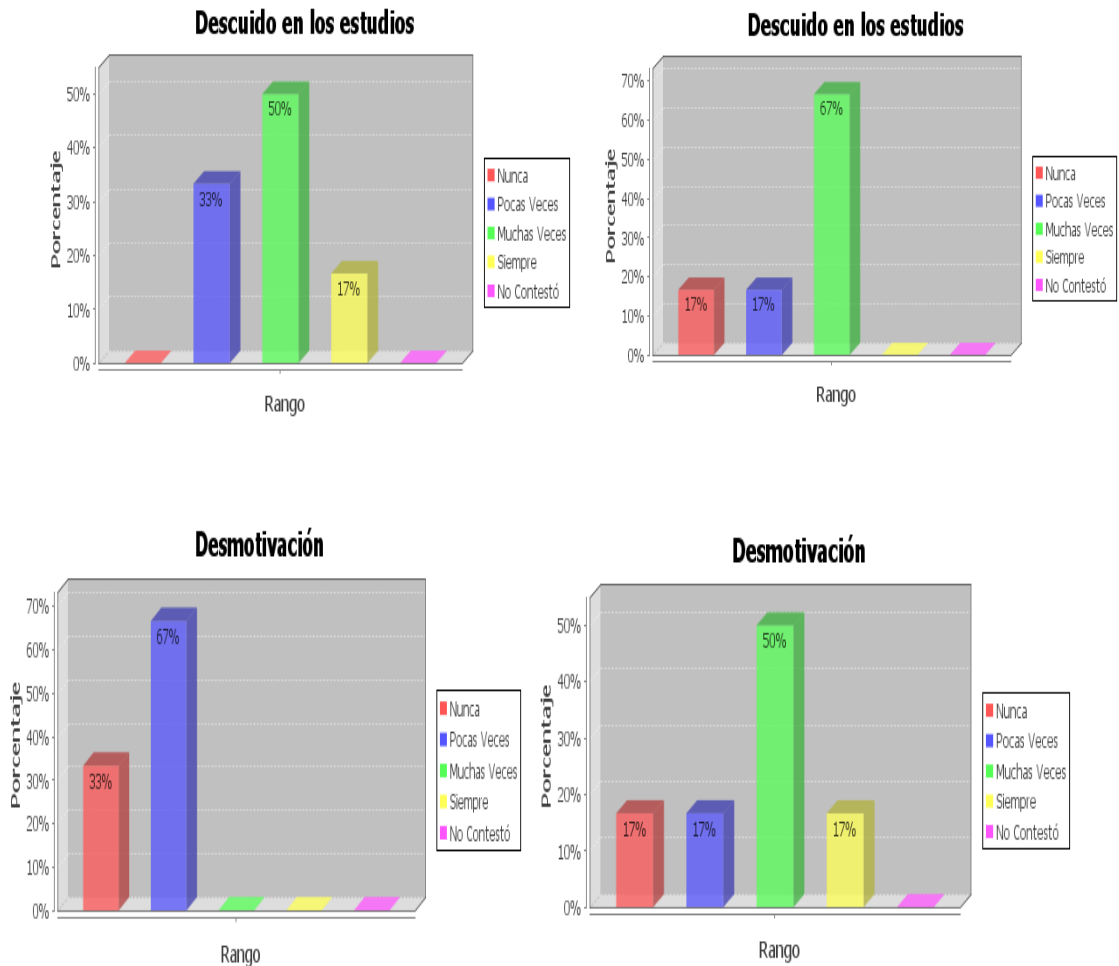 Descuido en los estudios
50%
40%
30%
20%
10%
0%
Porcentaje
33%
50%
17%
Rango
Nunca
Pocas Veces
Muchas Veces
Siempre
No Contestó
Descuido en los estudios
70%
60%
50%
40%
30%
20%
10%
0%
Porcentaje
17%
17%
67%
Rango
Nunca
Pocas Veces
Muchas Veces
Siempre
No Contestó
Desmotivación
70%
60%
50%
40%
30%
20%
10%
0%
Porcentaje
33%
67%
Rango
Nunca
Pocas Veces
Muchas Veces
Siempre
No Contestó
Desmotivación
50%
40%
30%
20%
10%
0%
Porcentaje
17%
17%
50%
17%
Rango
Nunca
Pocas Veces
Muchas Veces
Siempre
No Contestó